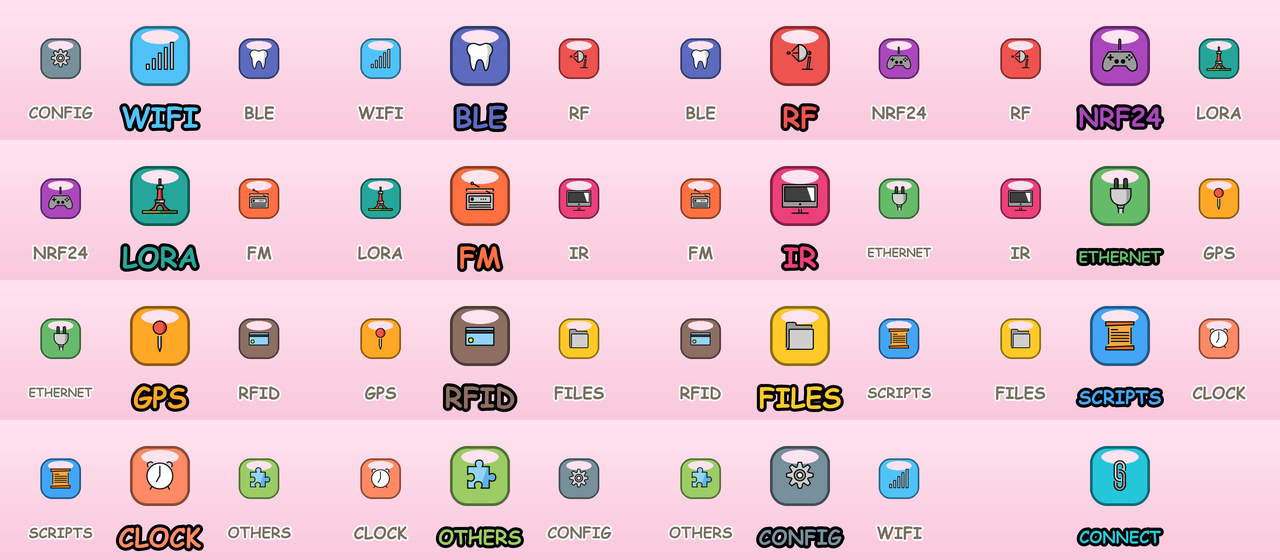 CONFIG WIFI BLE WIFI BLE RF BLE RF NRF24 RF NRF24 LORA
NRF24 LORA FM LORA FM IR FM IR ETHERNET IR ETHERNET GPS
ETHERNET GPS RFID GPS RFID FILES RFID FILES SCRIPTS FILES SCRIPTS CLOCK
SCRIPTS CLOCK OTHERS CLOCK OTHERS CONFIG OTHERS CONFIG WIFI CONNECT